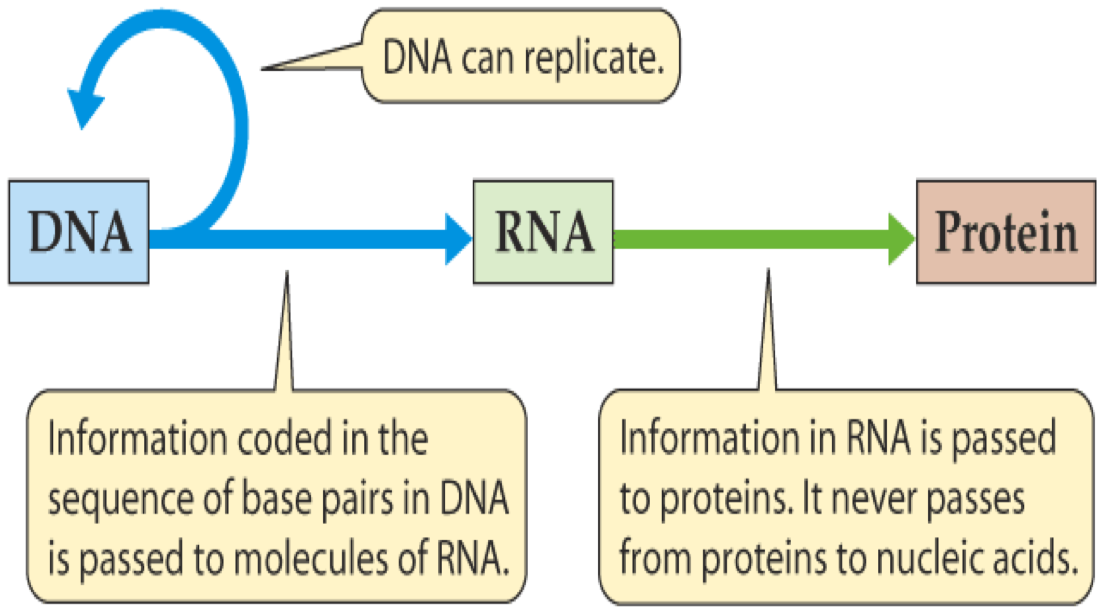 DNA can replicate.
DNA
RNA
Protein
Information coded in the
sequence of base pairs in DNA
is passed to molecules of RNA.
Information in RNA is passed
to proteins. It never passes
from proteins to nucleic acids.